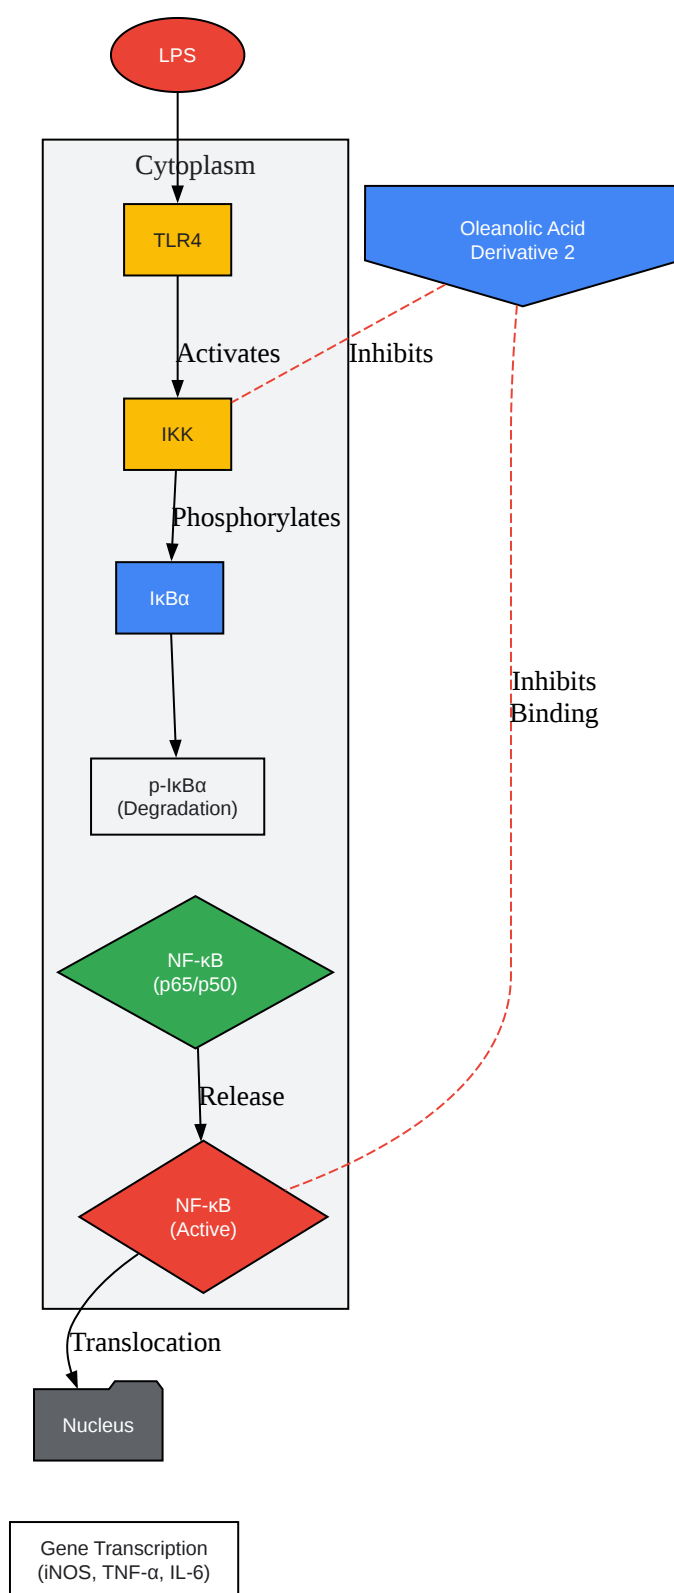 LPS
Cytoplasm
TLR4
Oleanolic Acid
Derivative 2
Activates
Inhibits
IKK
Phosphorylates
IκBα
Inhibits
Binding
p-IκBα
(Degradation)
NF-κB
(p65/p50)
Release
NF-κB
(Active)
Translocation
Nucleus
Gene Transcription
(iNOS, TNF-α, IL-6)